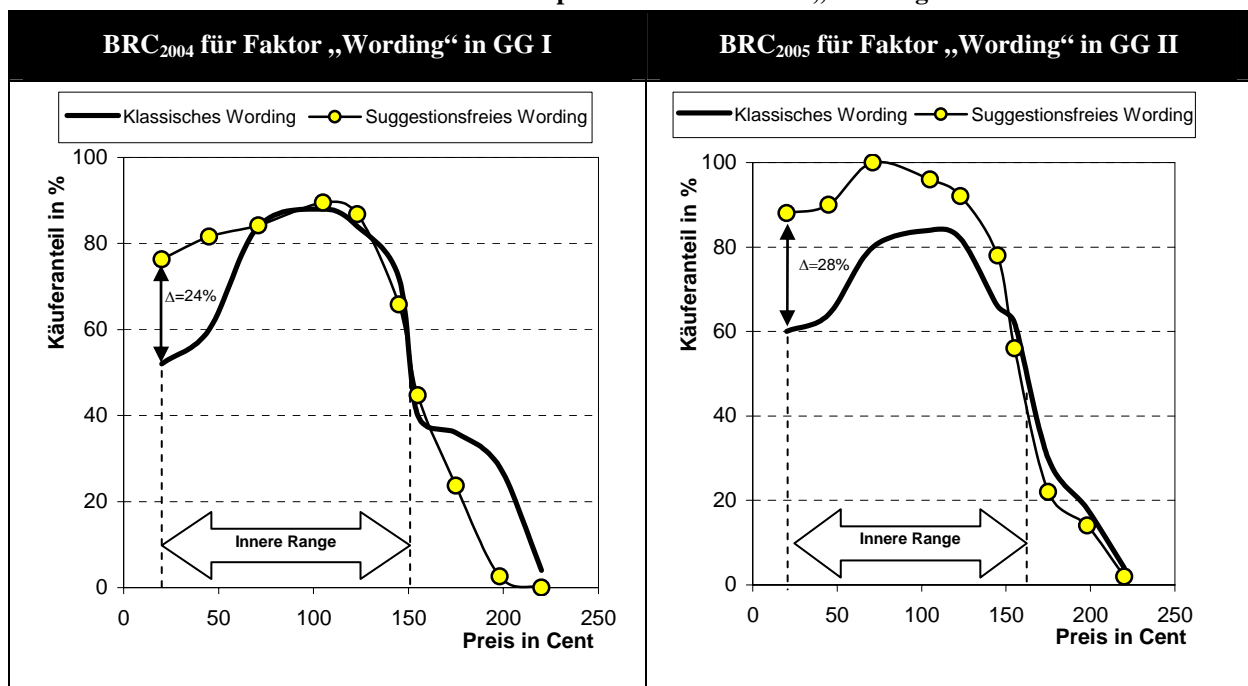 BRC2004 für Faktor „Wording“ in GG I
BRC2005 für Faktor „Wording“ in GG II
Klassisches Wording
Suggestionsfreies Wording
Käuferanteil in %
100
80
60
40
20
0
Δ=24%
Innere Range
0 50 100 150 200 250
Preis in Cent
Klassisches Wording
Suggestionsfreies Wording
Käuferanteil in %
100
80
60
40
20
0
Δ=28%
Innere Range
0 50 100 150 200 250
Preis in Cent